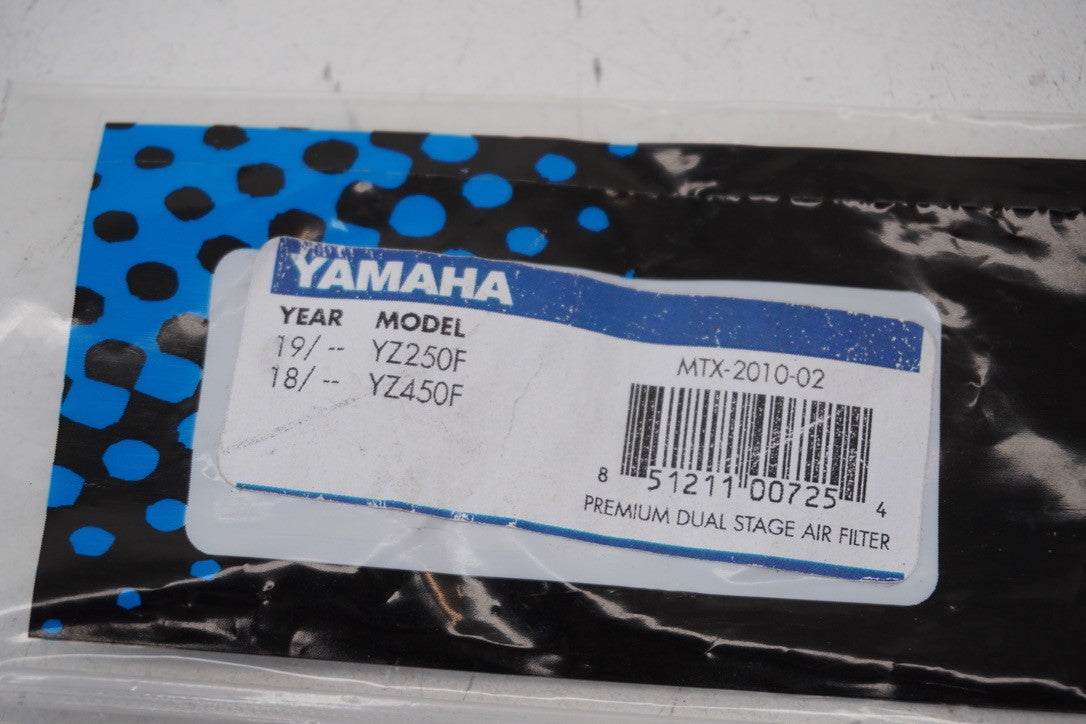 YAMAHA
YEAR MODEL
19/-- YZ250F
18/-- YZ450F
MTX-2010-02
8 51211 00725 4
PREMIUM DUAL STAGE AIR FILTER